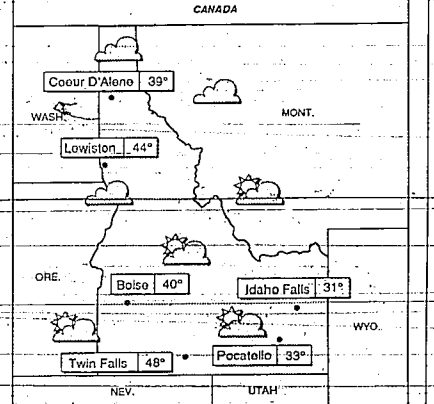 CANADA
Coeur D'Alene 39°
WASH.
MONT.
Lewiston 44°
ORE.
Boise 40°
Idaho Falls 31°
WYO.
Twin Falls 48°
Pocatello 33°
NEV.
UTAH